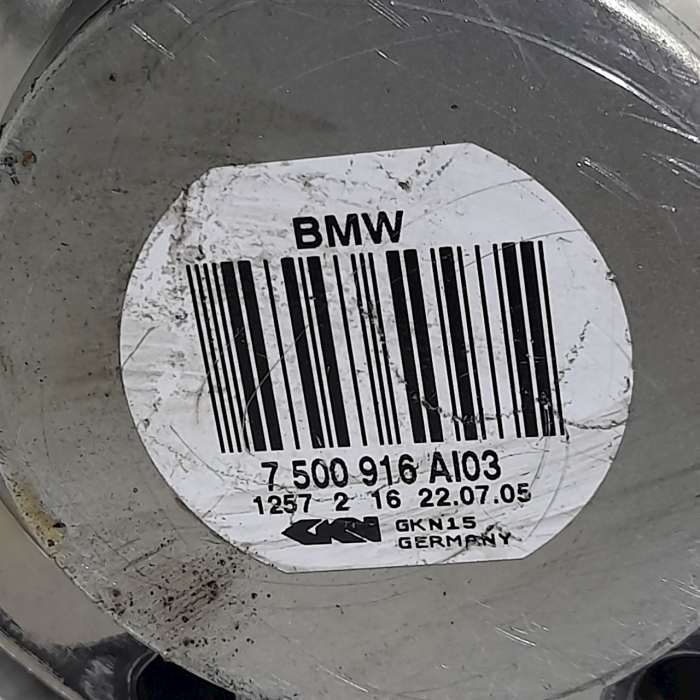 BMW
7 500 916 AI03
1257 2 16 22.07.05
GKN GKN15
GERMANY